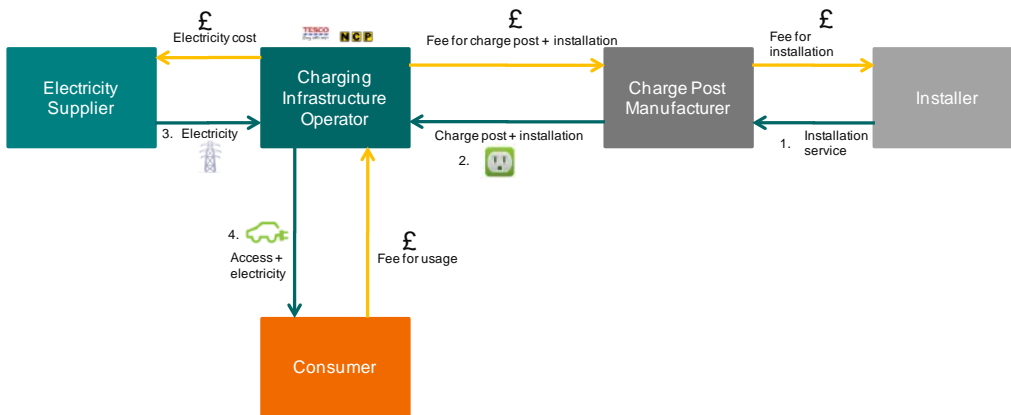 £
£
£
TESCO
NCP
Electricity cost
Fee for charge post + installation
Fee for
installation
Electricity
Supplier
Charging
Infrastructure
Operator
Charge Post
Manufacturer
Installer
3. Electricity
Charge post + installation
2.
1. Installation
service
4.
Access +
electricity
£
Fee for usage
Consumer